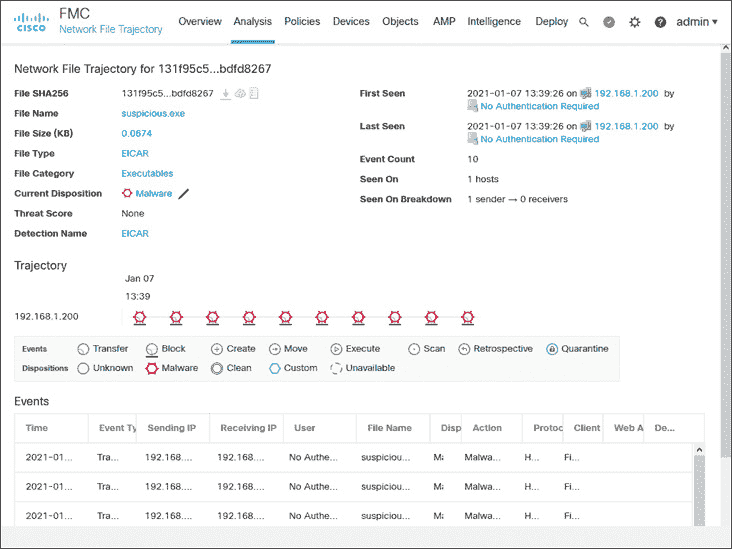 CISCO
FMC
Network File Trajectory
Overview Analysis Policies Devices Objects AMP Intelligence Deploy admin
Network File Trajectory for 131f95c5...bdfd8267
File SHA256 131f95c5...bdfd8267
File Name suspicious.exe
File Size (KB) 0.0674
File Type EICAR
File Category Executables
Current Disposition Malware
Threat Score None
Detection Name EICAR
First Seen 2021-01-07 13:39:26 on 192.168.1.200 by
No Authentication Required
Last Seen 2021-01-07 13:39:26 on 192.168.1.200 by
No Authentication Required
Event Count 10
Seen On 1 hosts
Seen On Breakdown 1 sender → 0 receivers
Trajectory
Jan 07
13:39
192.168.1.200
Events Transfer Block Create Move Execute Scan Retrospective Quarantine
Dispositions Unknown Malware Clean Custom Unavailable
Events
Time Event Ty Sending IP Receiving IP User File Name Disp Action Protoc Client Web A De...
2021-01... Tra... 192.168.... 192.168.... No Authe... suspiciou... Ma Malwa... H... Fi...
2021-01... Tra... 192.168.... 192.168.... No Authe... suspiciou... Ma Malwa... H... Fi...
2021-01... Tra... 192.168.... 192.168.... No Authe... suspiciou... Ma Malwa... H... Fi...